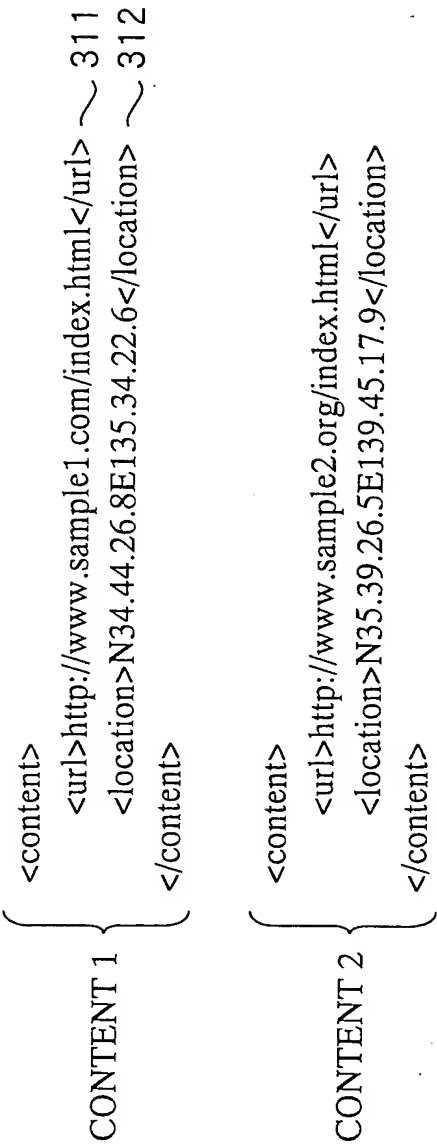 CONTENT 1
<content>
<url>http://www.sample1.com/index.html</url> ~ 311
<location>N34.44.26.8E135.34.22.6</location> ~ 312
</content>
CONTENT 2
<content>
<url>http://www.sample2.org/index.html</url>
<location>N35.39.26.5E139.45.17.9</location>
</content>